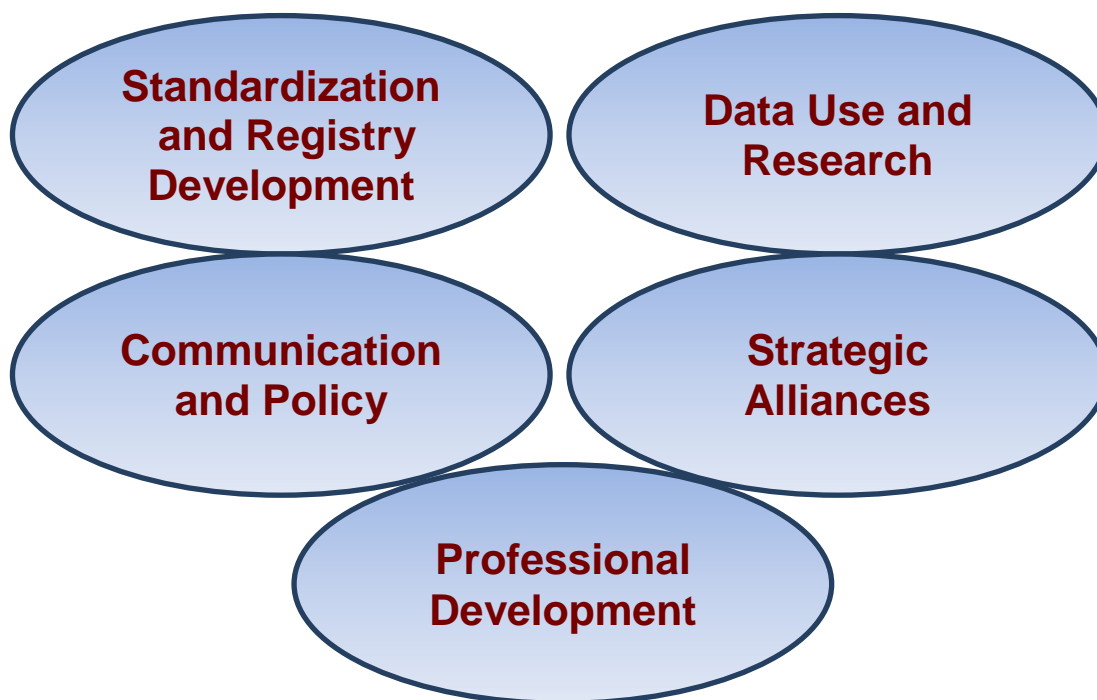 Standardization
and Registry
Development
Data Use and
Research
Communication
and Policy
Strategic
Alliances
Professional
Development